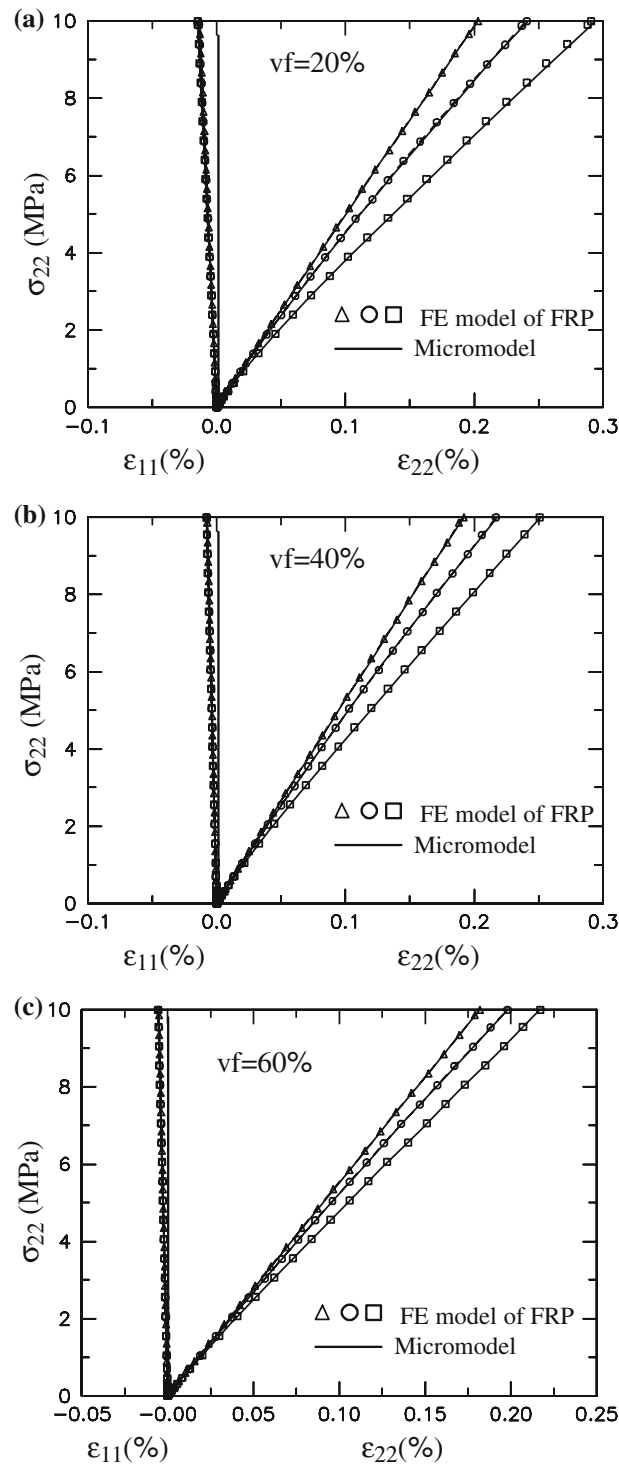 (a)
10
vf=20%
8
6
σ22 (MPa)
4
FE model of FRP
2
Micromodel
0
-0.1 0.0 0.1 0.2 0.3
ε11(%) ε22(%)
(b)
10
vf=40%
8
6
σ22 (MPa)
4
FE model of FRP
2
Micromodel
0
-0.1 0.0 0.1 0.2 0.3
ε11(%) ε22(%)
(c)
10
vf=60%
8
6
σ22 (MPa)
4
FE model of FRP
2
Micromodel
0
-0.05 -0.00 0.05 0.10 0.15 0.20 0.25
ε11(%) ε22(%)